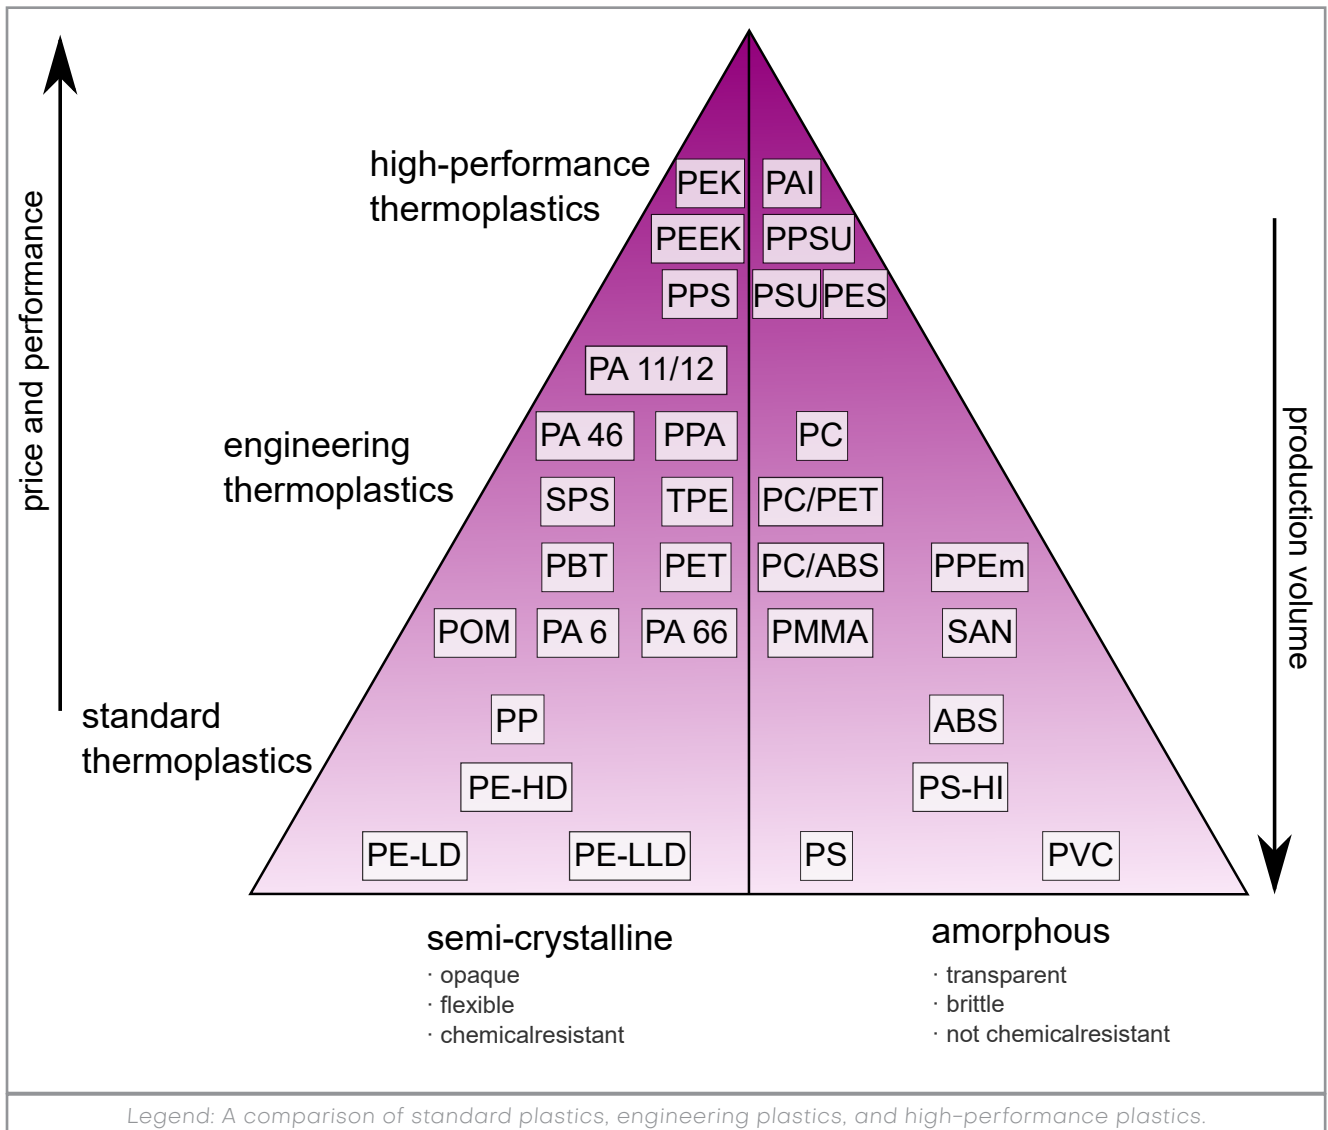 price and performance
high-performance
thermoplastics
PEK
PAI
PEEK
PPSU
PPS
PSU
PES
PA 11/12
engineering
thermoplastics
PA 46
PPA
PC
SPS
TPE
PC/PET
PBT
PET
PC/ABS
PPEm
POM
PA 6
PA 66
PMMA
SAN
standard
thermoplastics
PP
ABS
PE-HD
PS-HI
PE-LD
PE-LLD
PS
PVC
production volume
semi-crystalline
· opaque
· flexible
· chemicalresistant
amorphous
· transparent
· brittle
· not chemicalresistant
Legend: A comparison of standard plastics, engineering plastics, and high-performance plastics.